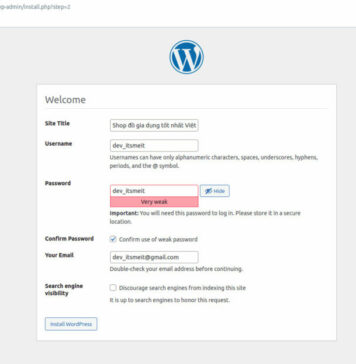 p-admin/install.php?step=2
Welcome
Site Title
Shop đồ gia dụng tốt nhất Việt
Username
dev_itsmeit
Usernames can have only alphanumeric characters, spaces, underscores, hyphens,
periods, and the @ symbol.
Password
dev_itsmeit
Hide
Very weak
Important: You will need this password to log in. Please store it in a secure
location.
Confirm Password
Confirm use of weak password
Your Email
dev_itsmeit@gmail.com
Double-check your email address before continuing.
Search engine
visibility
Discourage search engines from indexing this site
It is up to search engines to honor this request.
Install WordPress